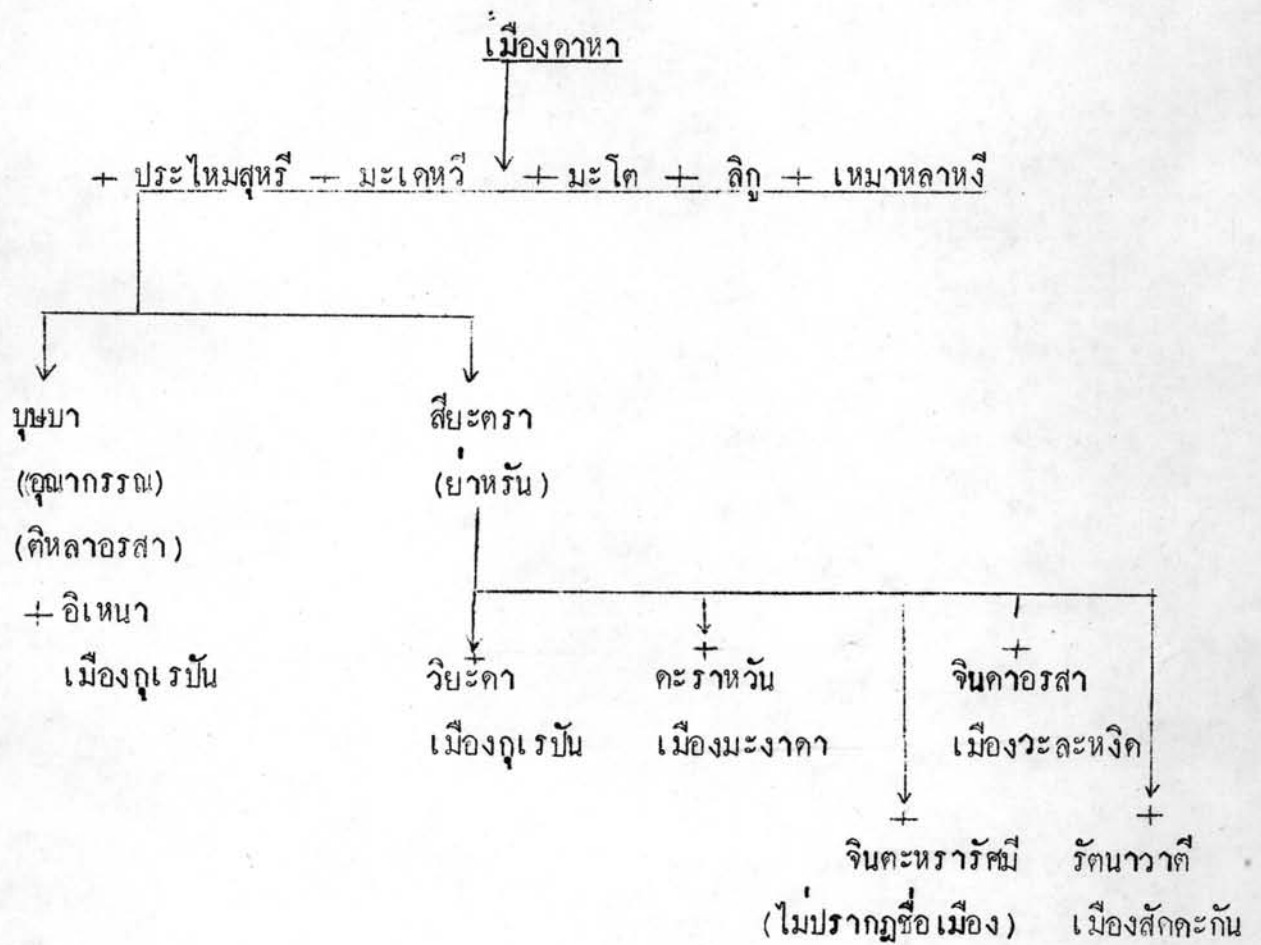 เมืองดาหา
+ ประไหมสุหรี + มะเดหวี + มะโต + ลิกู + เหมาหลาหงี
บุษบา
(อุณากรรณ)
(ติหลาอรสา)
+ อิเหนา
เมืองกุเรปัน
สียะตรา
(ย่าหรัน)
+
วิยะดา
เมืองกุเรปัน
+
ดะราหวัน
เมืองมะงาดา
+
จินดาอรสา
เมืองวะละหงิด
+
จินตะหรารัศมี
(ไม่ปรากฏชื่อเมือง)
+
รัตนาวาตี
เมืองสักดะกัน